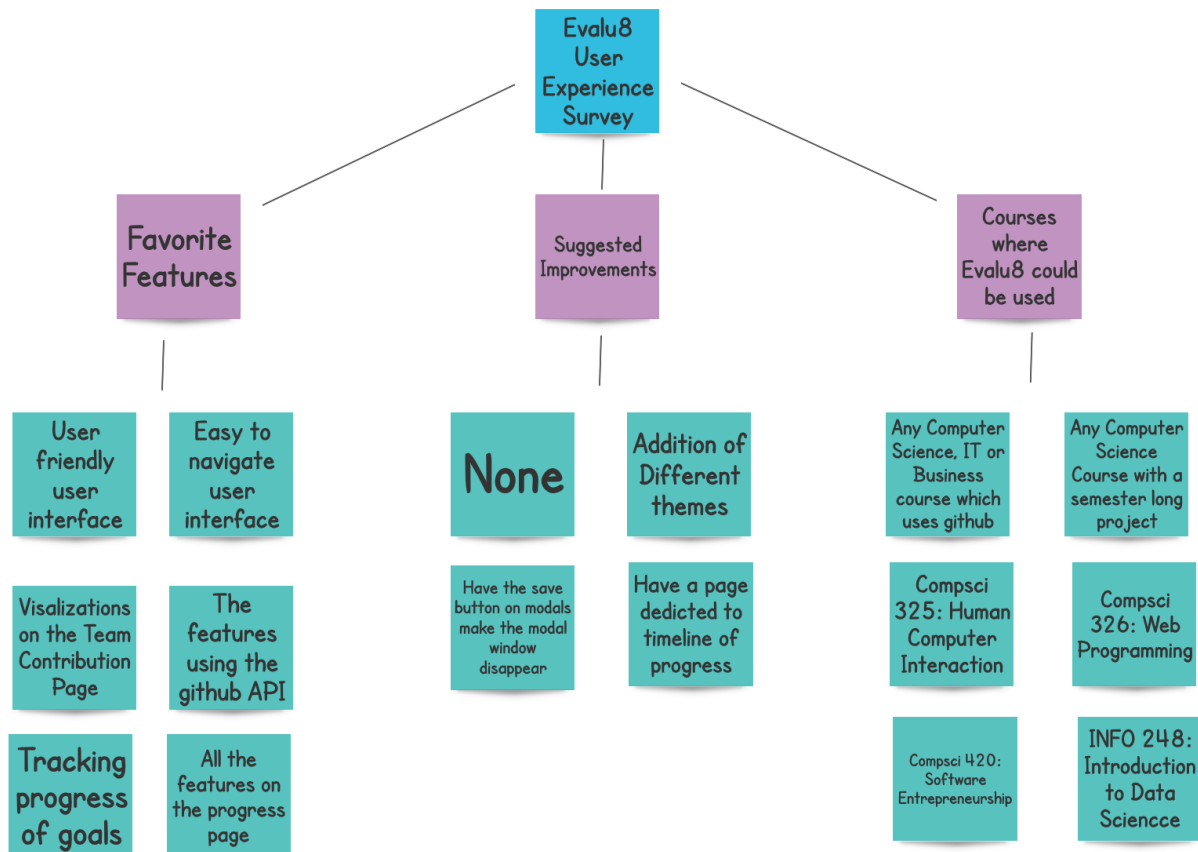 Evalu8
User
Experience
Survey
Favorite
Features
Suggested
Improvements
Courses
where
Evalu8 could
be used
User
friendly
user
interface
Easy to
navigate
user
interface
Visalizations
on the Team
Contribution
Page
The
features
using the
github API
Tracking
progress
of goals
All the
features on
the progress
page
None
Addition of
Different
themes
Have the save
button on modals
make the modal
window
disappear
Have a page
dedicted to
timeline of
progress
Any Computer
Science, IT or
Business
course which
uses github
Any Computer
Science
Course with a
semester long
project
Compsci
325: Human
Computer
Interaction
Compsci
326: Web
Programming
Compsci 420:
Software
Entrepreneurship
INFO 248:
Introduction
to Data
Sciencce